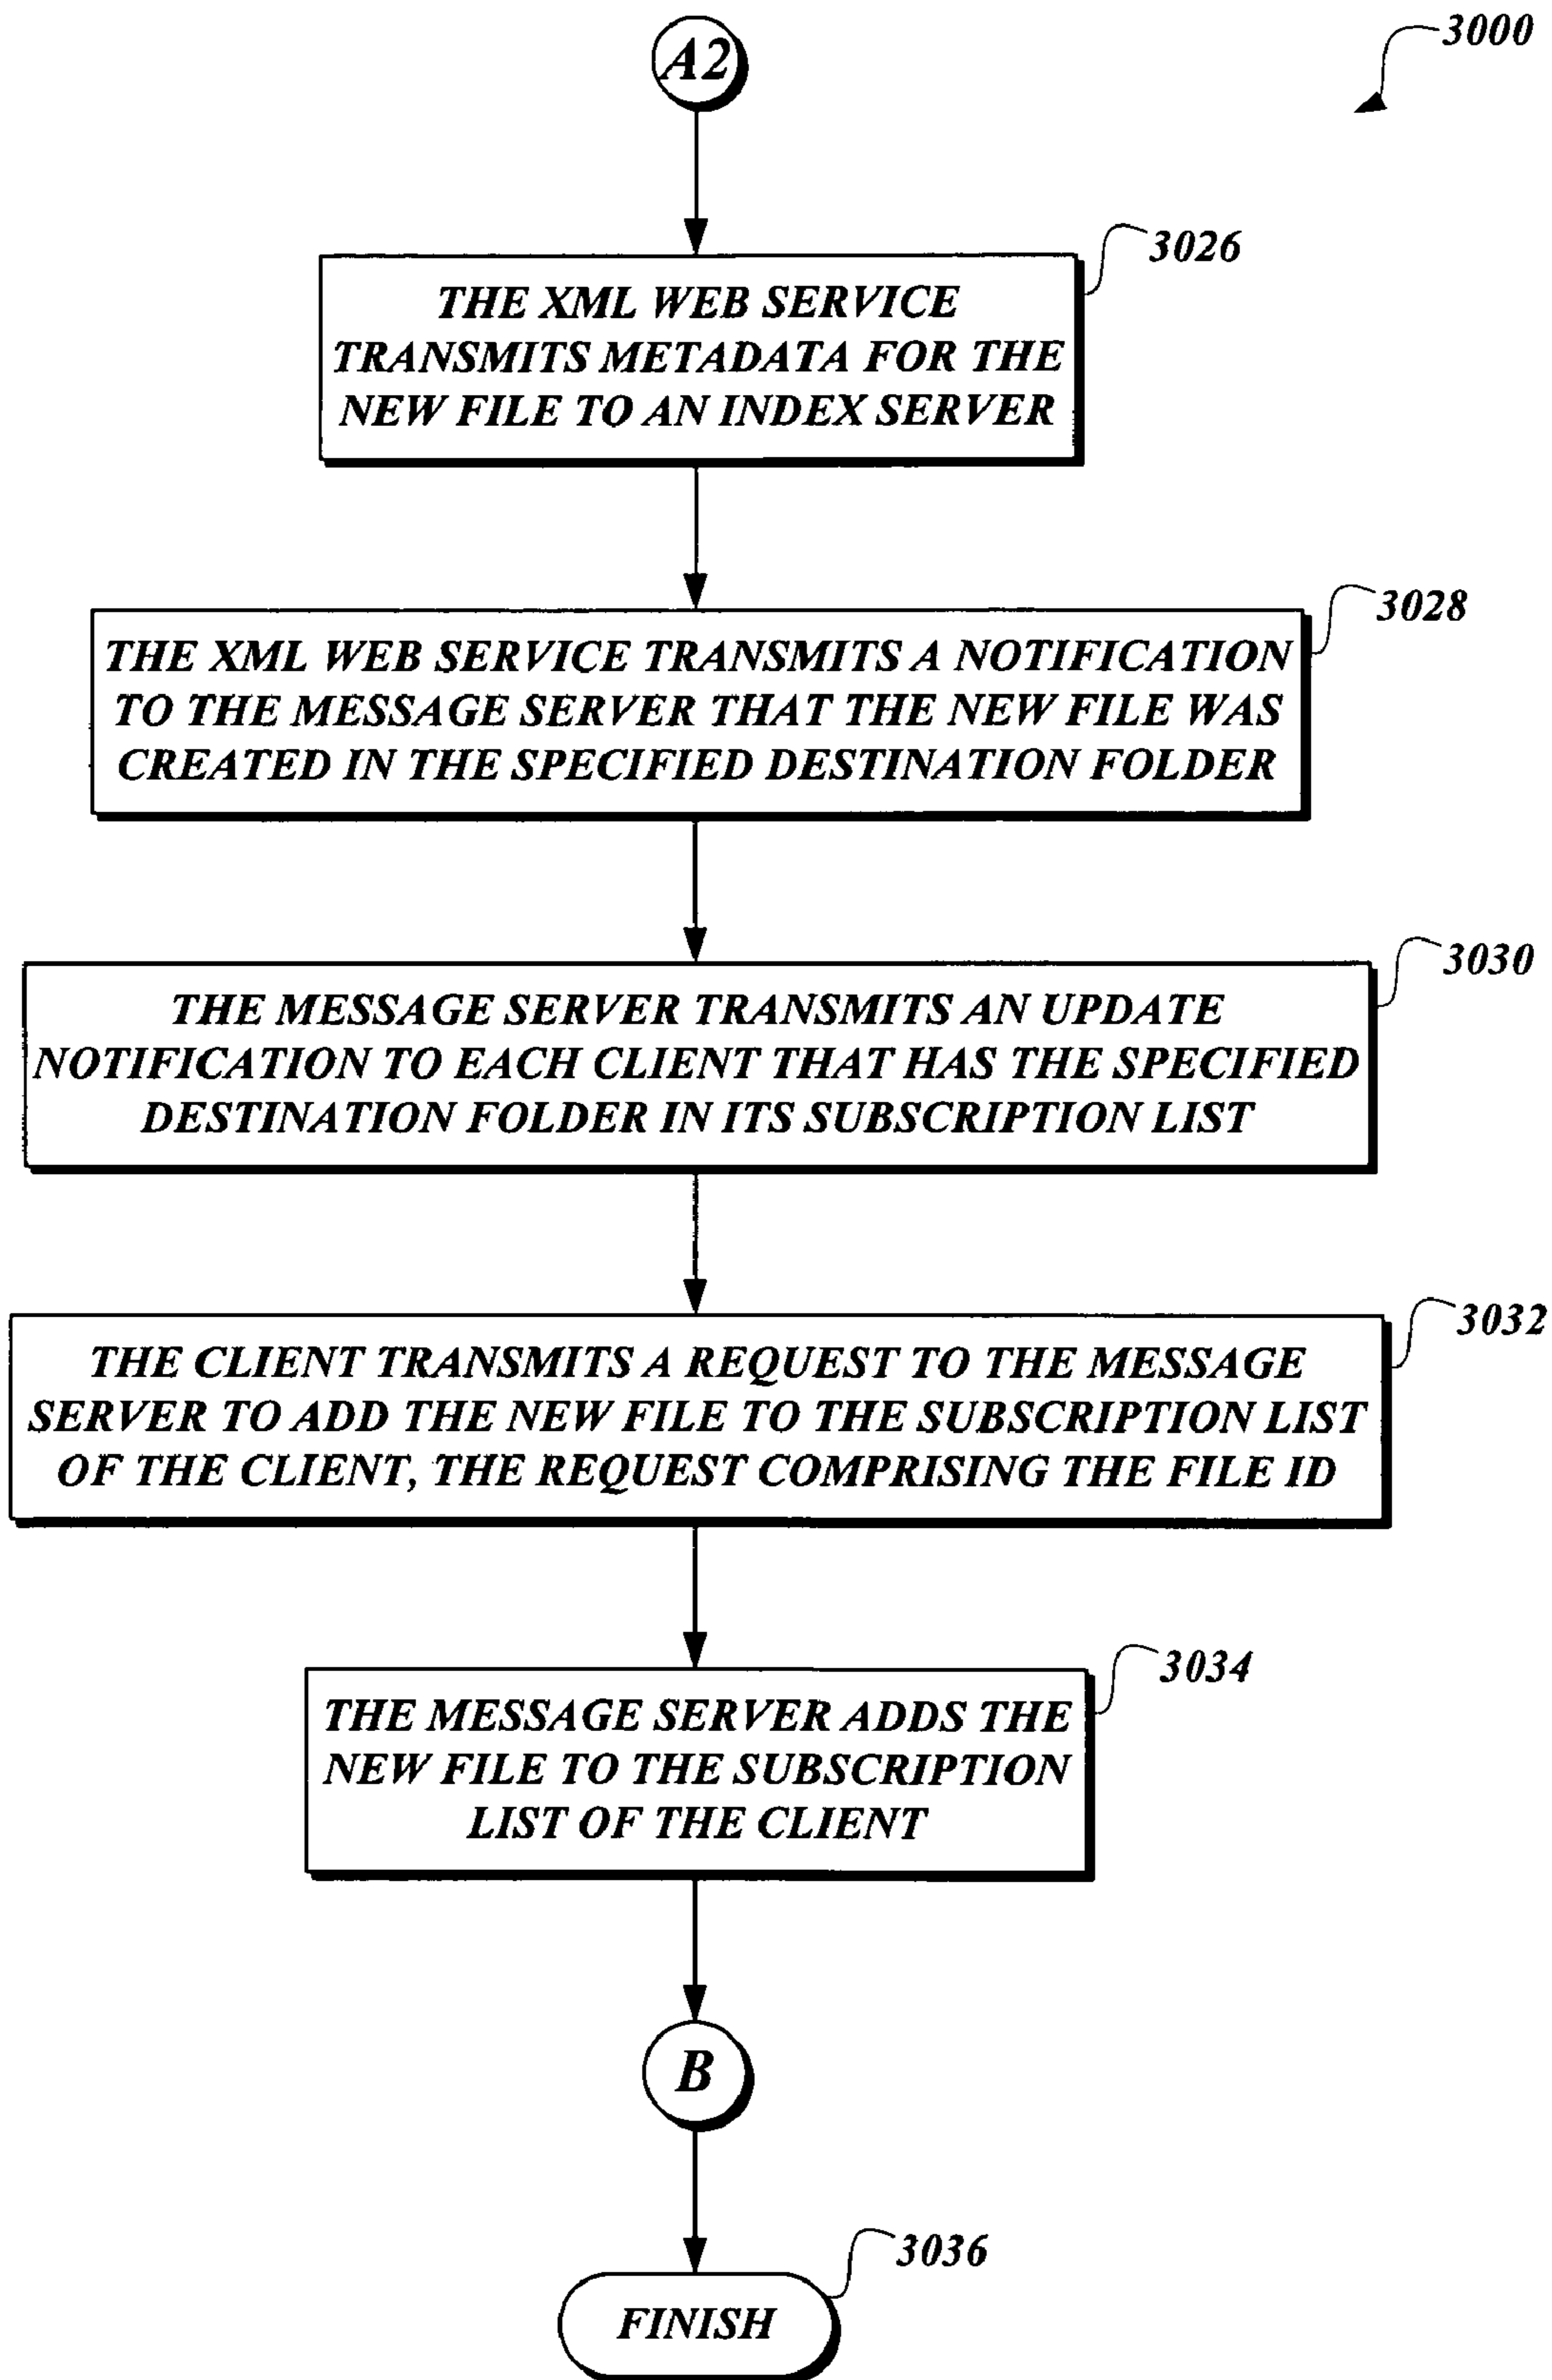 A2
3000
3026
THE XML WEB SERVICE
TRANSMITS METADATA FOR THE
NEW FILE TO AN INDEX SERVER
3028
THE XML WEB SERVICE TRANSMITS A NOTIFICATION
TO THE MESSAGE SERVER THAT THE NEW FILE WAS
CREATED IN THE SPECIFIED DESTINATION FOLDER
3030
THE MESSAGE SERVER TRANSMITS AN UPDATE
NOTIFICATION TO EACH CLIENT THAT HAS THE SPECIFIED
DESTINATION FOLDER IN ITS SUBSCRIPTION LIST
3032
THE CLIENT TRANSMITS A REQUEST TO THE MESSAGE
SERVER TO ADD THE NEW FILE TO THE SUBSCRIPTION LIST
OF THE CLIENT, THE REQUEST COMPRISING THE FILE ID
3034
THE MESSAGE SERVER ADDS THE
NEW FILE TO THE SUBSCRIPTION
LIST OF THE CLIENT
B
3036
FINISH